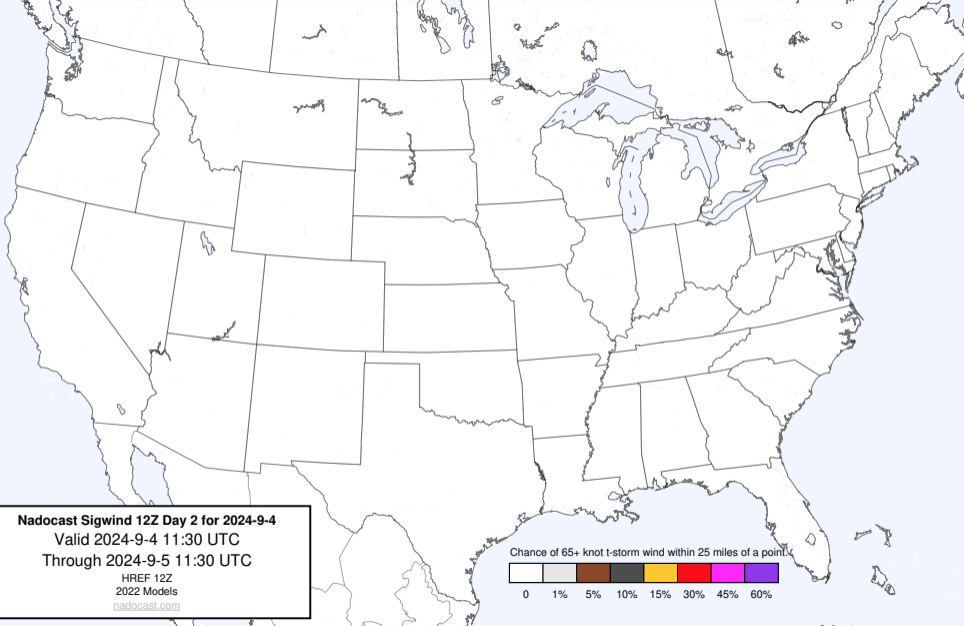 Nadocast Sigwind 12Z Day 2 for 2024-9-4
Valid 2024-9-4 11:30 UTC
Through 2024-9-5 11:30 UTC
HREF 12Z
2022 Models
nadocast.com
Chance of 65+ knot t-storm wind within 25 miles of a point.
0 1% 5% 10% 15% 30% 45% 60%